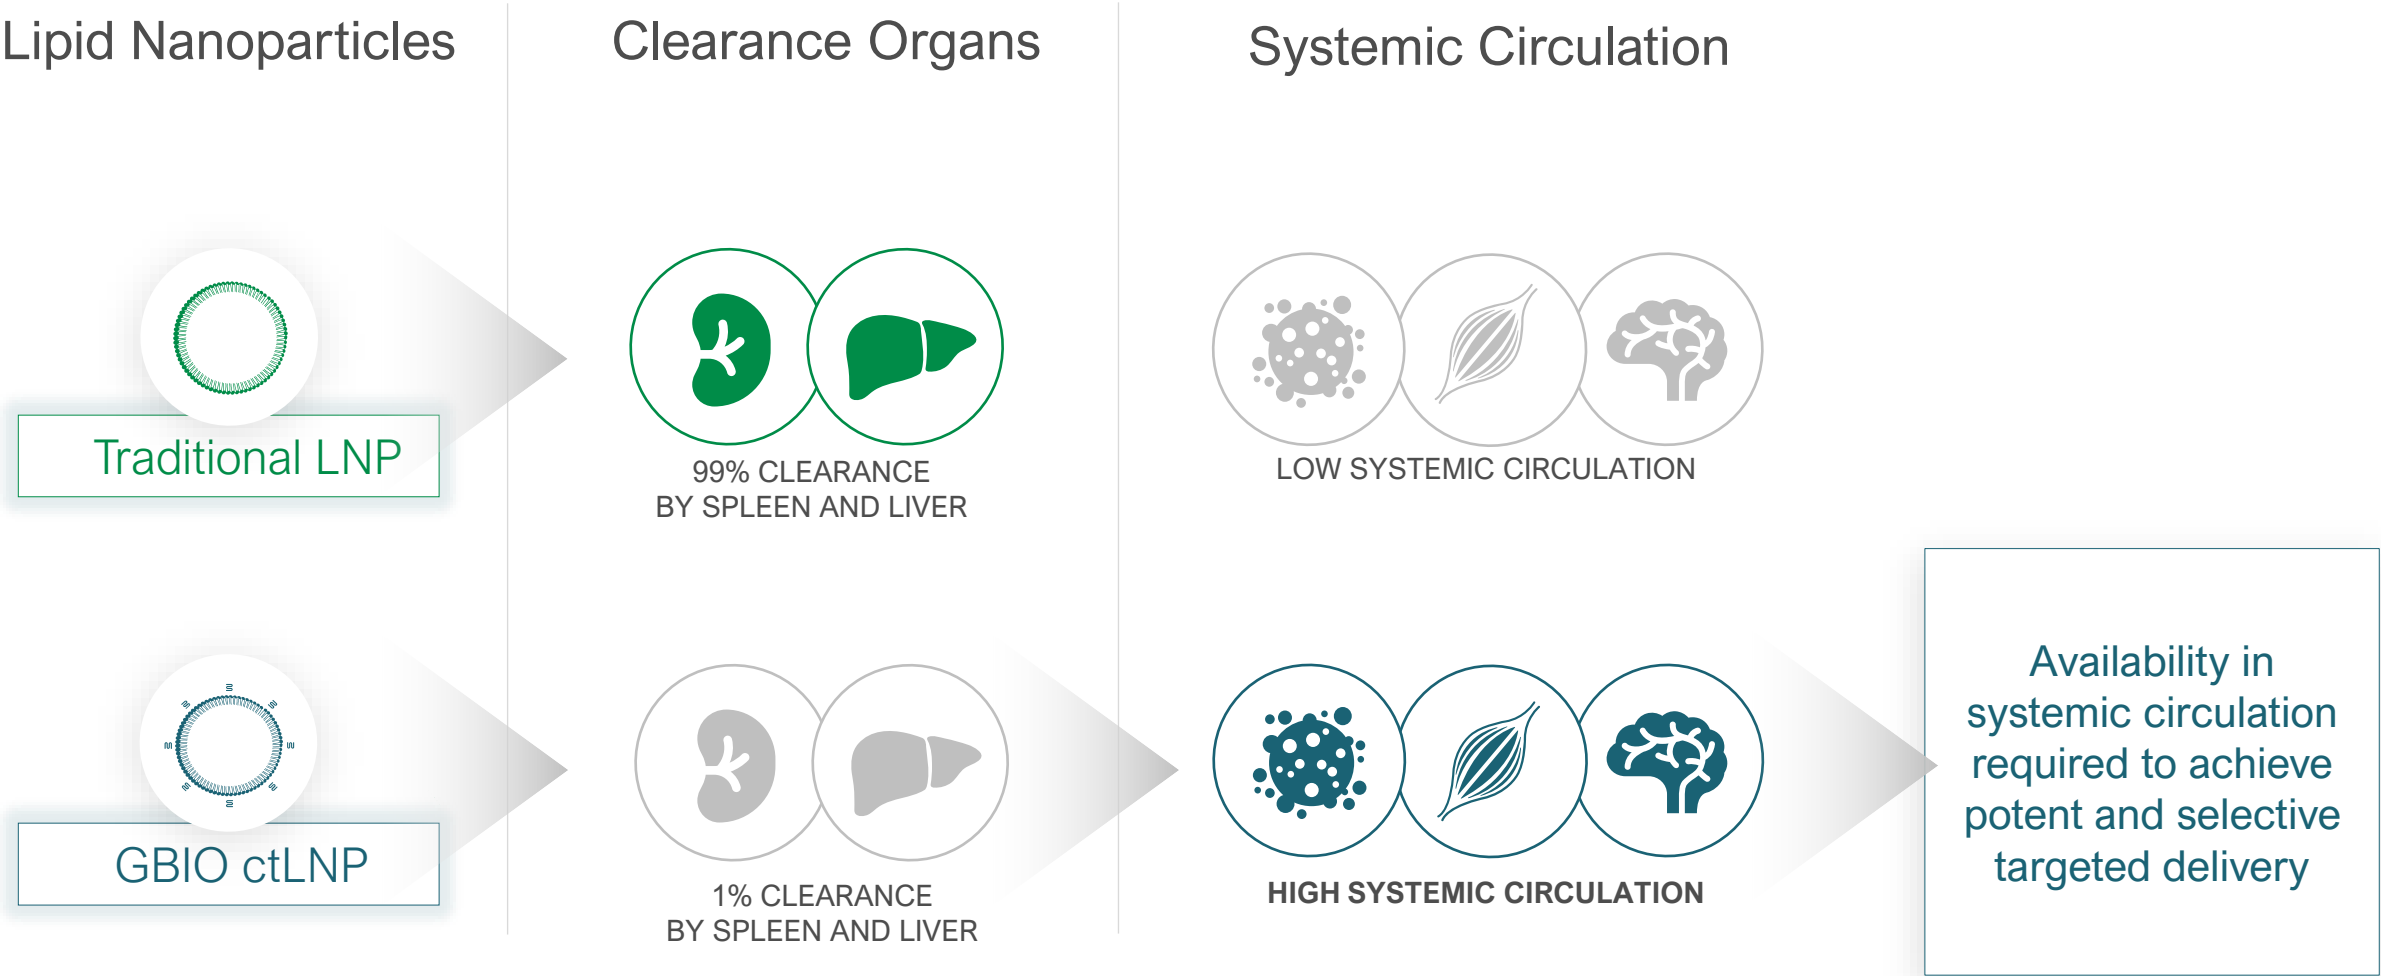 Lipid Nanoparticles
Clearance Organs
Systemic Circulation
Traditional LNP
99% CLEARANCE
BY SPLEEN AND LIVER
LOW SYSTEMIC CIRCULATION
GBIO ctLNP
1% CLEARANCE
BY SPLEEN AND LIVER
HIGH SYSTEMIC CIRCULATION
Availability in
systemic circulation
required to achieve
potent and selective
targeted delivery